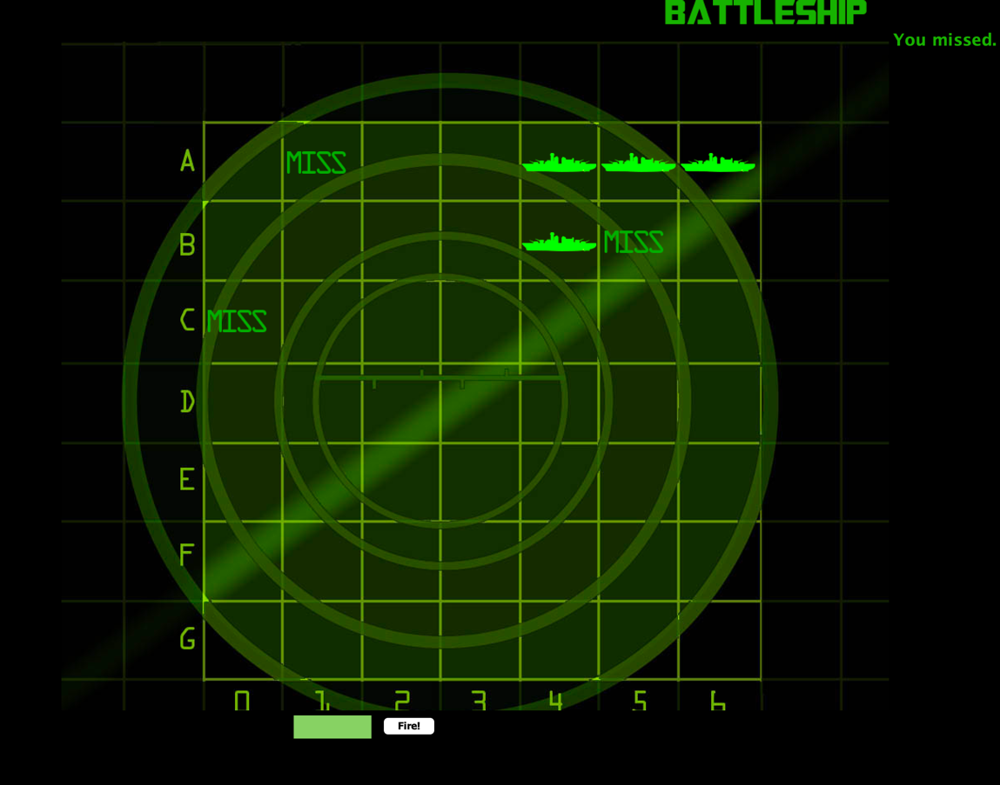 BATTLESHIP
You missed.
A MISS
B MISS
C MISS
D
E
F
G
0 1 2 3 4 5 6
Fire!